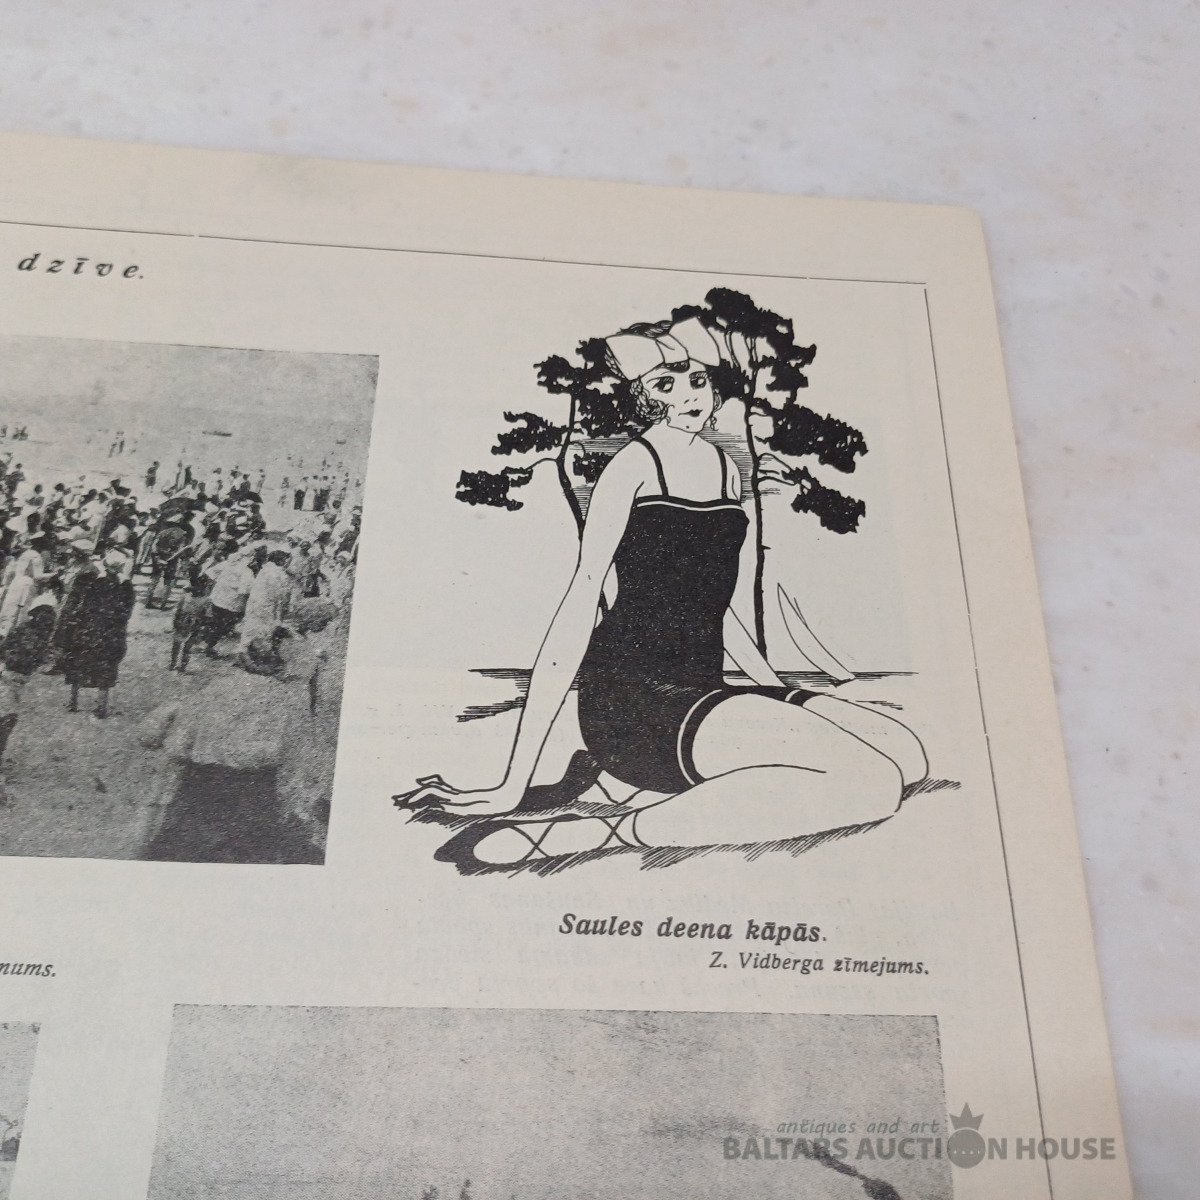 dzīve.
Saules deena kāpās.
Z. Vidberga zīmejums.
nums.
antiques and art
BALTARS AUCTION HOUSE